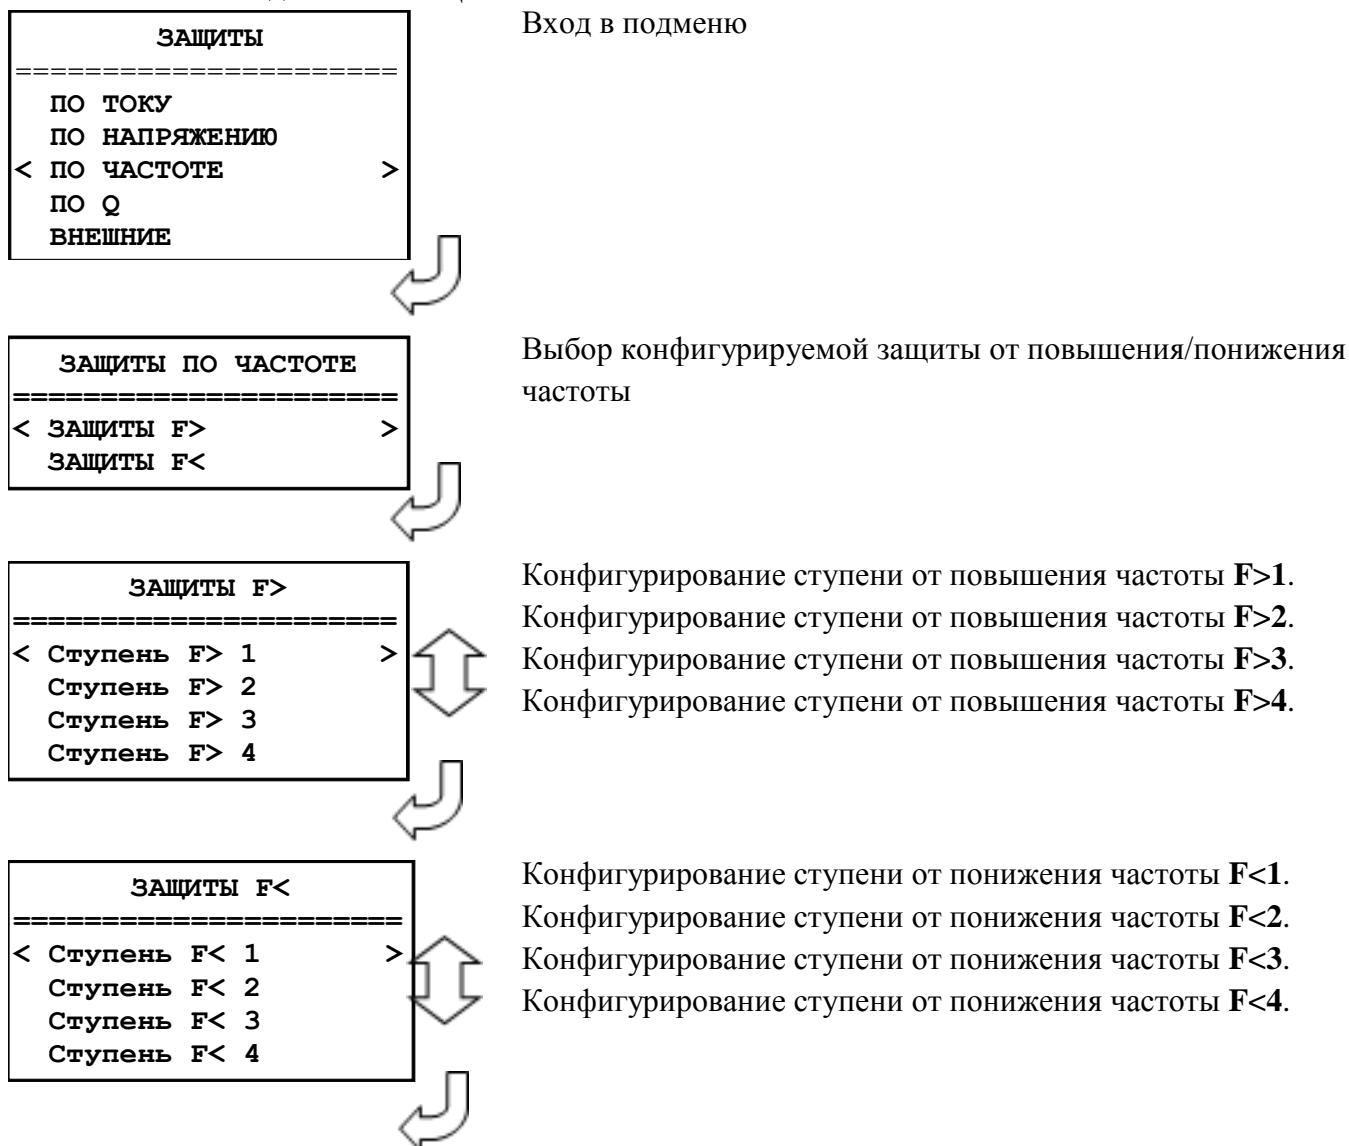 ЗАЩИТЫ
Вход в подменю
======================
ПО ТОКУ
ПО НАПРЯЖЕНИЮ
< ПО ЧАСТОТЕ >
ПО Q
ВНЕШНИЕ
ЗАЩИТЫ ПО ЧАСТОТЕ
======================
< ЗАЩИТЫ F> >
ЗАЩИТЫ F<
Выбор конфигурируемой защиты от повышения/понижения
частоты
ЗАЩИТЫ F>
======================
< Ступень F> 1 >
Ступень F> 2
Ступень F> 3
Ступень F> 4
Конфигурирование ступени от повышения частоты F>1.
Конфигурирование ступени от повышения частоты F>2.
Конфигурирование ступени от повышения частоты F>3.
Конфигурирование ступени от повышения частоты F>4.
ЗАЩИТЫ F<
======================
< Ступень F< 1 >
Ступень F< 2
Ступень F< 3
Ступень F< 4
Конфигурирование ступени от понижения частоты F<1.
Конфигурирование ступени от понижения частоты F<2.
Конфигурирование ступени от понижения частоты F<3.
Конфигурирование ступени от понижения частоты F<4.